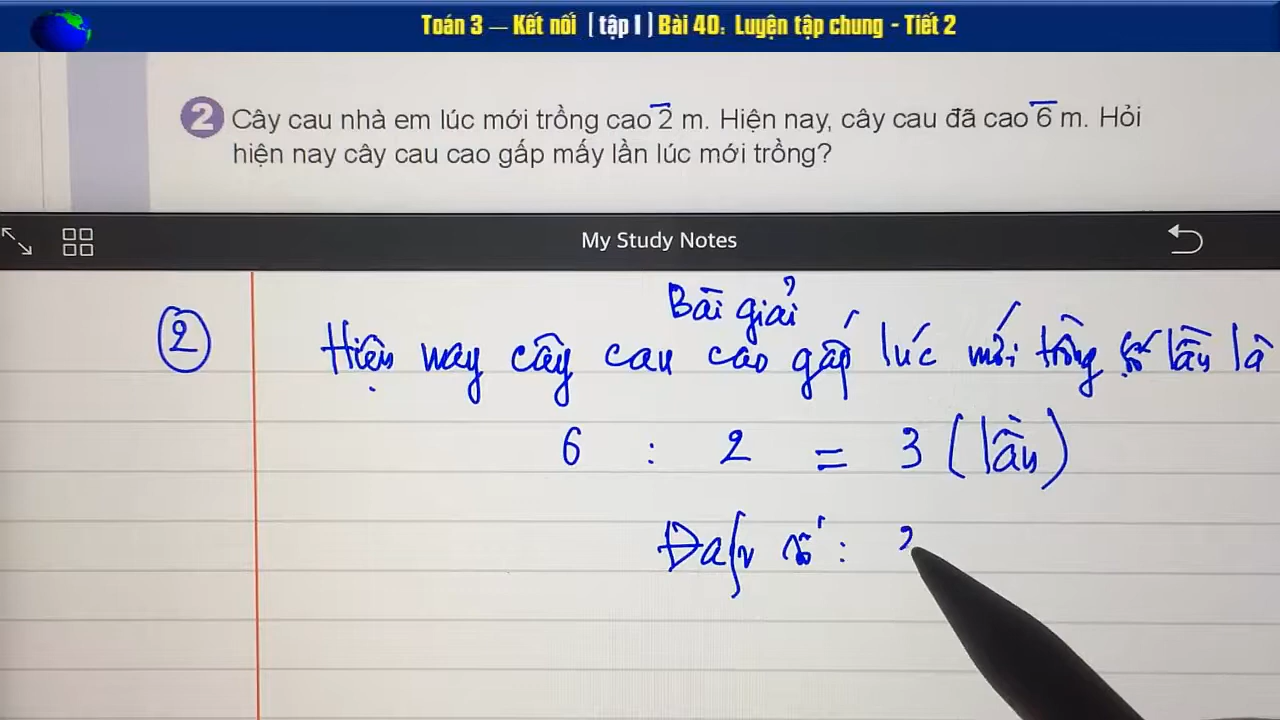 Toán 3 – Kết nối [ tập 1 ] Bài 40: Luyện tập chung - Tiết 2
2 Cây cau nhà em lúc mới trồng cao 2 m. Hiện nay, cây cau đã cao 6 m. Hỏi
hiện nay cây cau cao gấp mấy lần lúc mới trồng?
My Study Notes
Bài giải
2 Hiện nay cây cau cao gấp lúc mới trồng số lần là
6 : 2 = 3 (lần)
Đáp số: